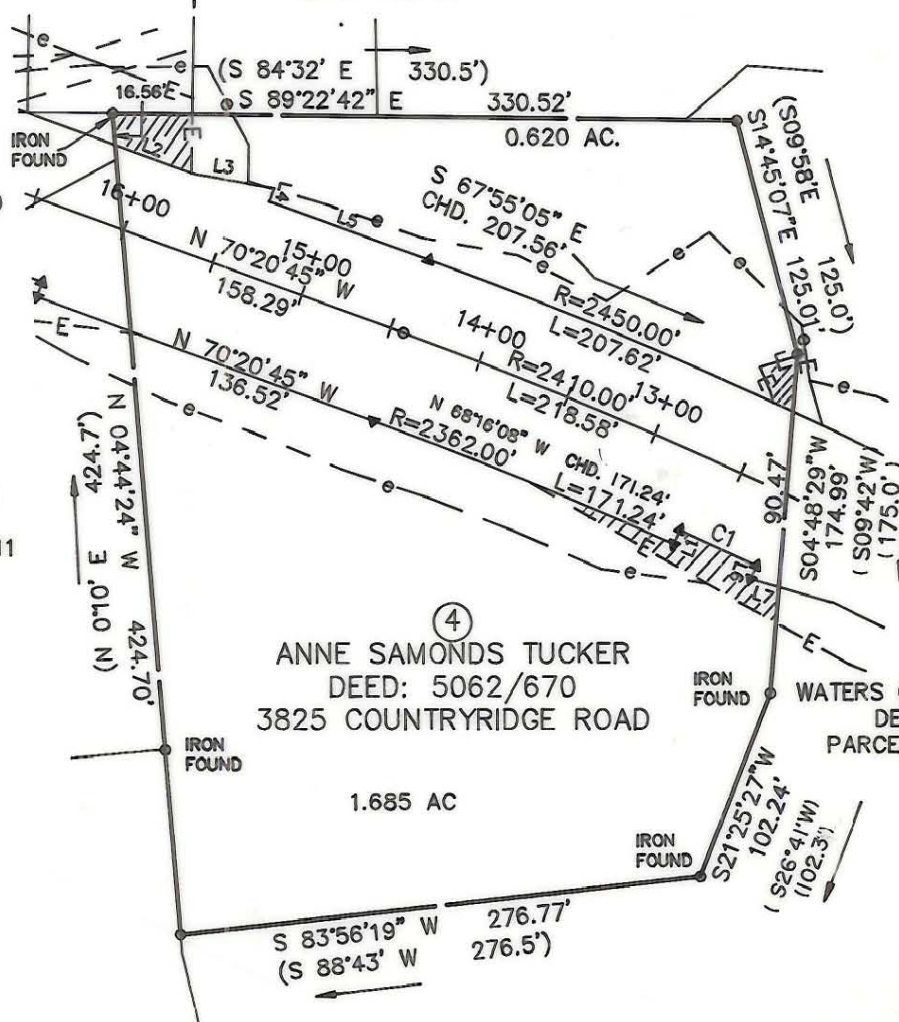 (S 84°32' E 330.5')
S 89°22'42" E 330.52'
16.56'
E
0.620 AC.
IRON
FOUND
L2
L3
L4
L5
S 67°55'05" E
CHD. 207.56'
(S09°58'E 125.0')
S14°45'07"E 125.01'
16+00
15+00
14+00
13+00
N 70°20'45" W
158.29'
R=2450.00'
L=207.62'
N 70°20'45" W
136.52'
R=2410.00'
L=218.58'
N 68°16'08" W CHD. 171.24'
R=2362.00'
L=171.24'
C1
L6
L7
E
90.47'
S04°48'29"W
174.99'
(S09°42'W)
(175.0')
N 04°44'24" W 424.70'
(N 0°10' E 424.7')
11
4
ANNE SAMONDS TUCKER
DEED: 5062/670
3825 COUNTRYRIDGE ROAD
1.685 AC
IRON
FOUND
WATERS
DE
PARCE
IRON
FOUND
IRON
FOUND
S21°25'27"W
102.24'
(S26°41'W)
(102.3')
S 83°56'19" W 276.77'
(S 88°43' W 276.5')